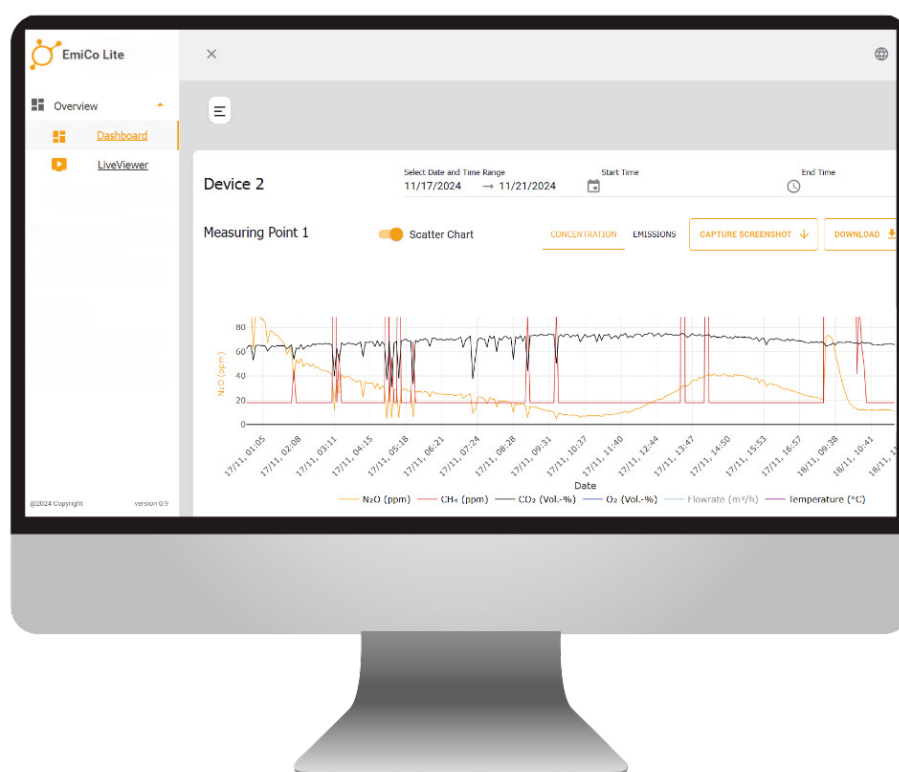 EmiCo Lite
Overview
Dashboard
LiveViewer
@2024 Copyright version 0.9
Device 2
Select Date and Time Range
11/17/2024 → 11/21/2024
Start Time
End Time
Measuring Point 1
Scatter Chart
CONCENTRATION
EMISSIONS
CAPTURE SCREENSHOT
DOWNLOAD
N₂O (ppm)
80
60
40
20
0
17/11, 01:05
17/11, 02:08
17/11, 03:11
17/11, 04:15
17/11, 05:18
17/11, 06:21
17/11, 07:24
17/11, 08:28
17/11, 09:31
17/11, 10:37
17/11, 11:40
17/11, 12:44
17/11, 13:47
17/11, 14:50
17/11, 15:53
17/11, 16:57
18/11, 09:38
18/11, 10:41
Date
N₂O (ppm) CH₄ (ppm) CO₂ (Vol.-%) O₂ (Vol.-%) Flowrate (m³/h) Temperature (°C)